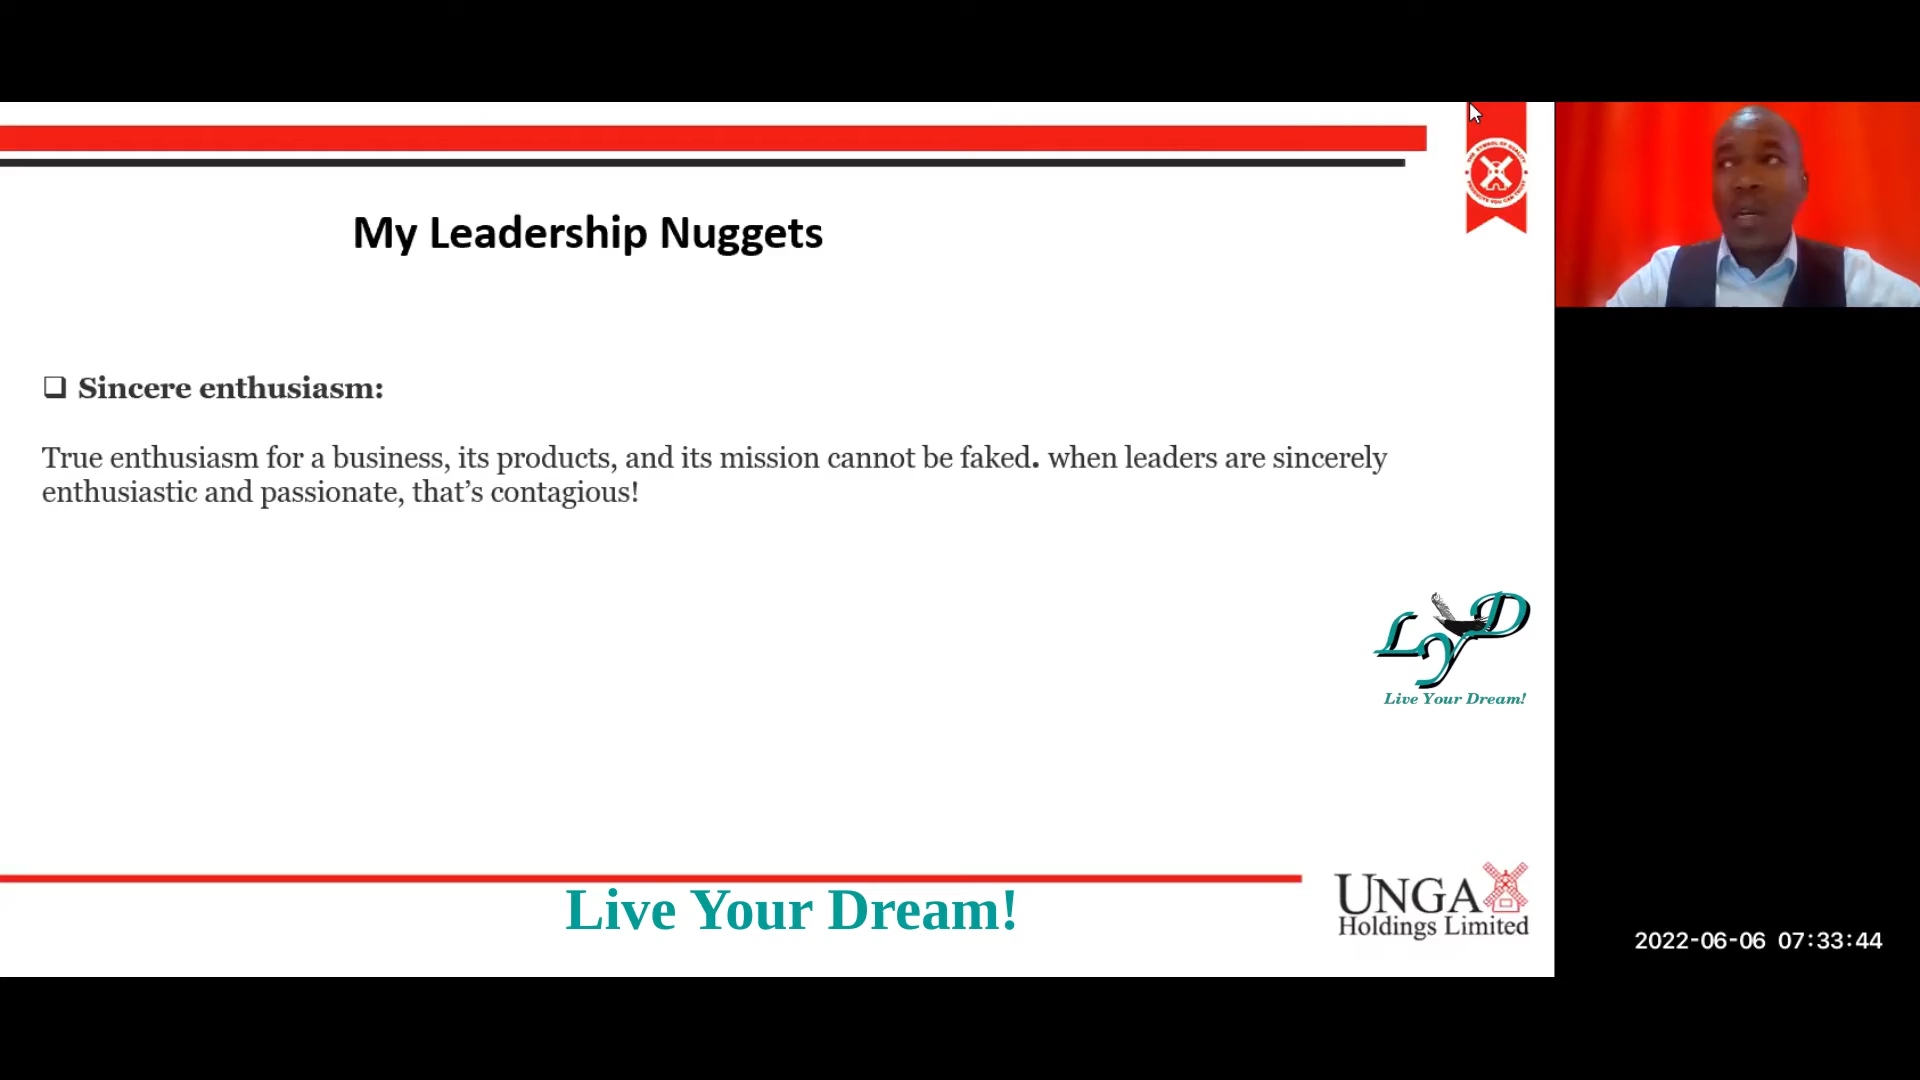 My Leadership Nuggets
❑ Sincere enthusiasm:
True enthusiasm for a business, its products, and its mission cannot be faked. when leaders are sincerely
enthusiastic and passionate, that’s contagious!
LYD
Live Your Dream!
Live Your Dream!
UNGA
Holdings Limited
2022-06-06 07:33:44